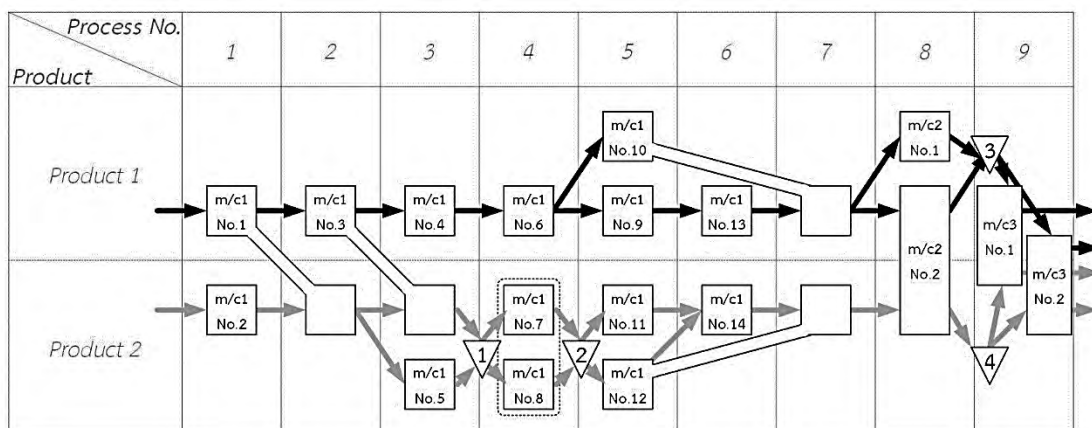 Process No.
Product
1 2 3 4 5 6 7 8 9
Product 1
m/c1
No.10
m/c2
No.1
3
m/c1
No.1
m/c1
No.3
m/c1
No.4
m/c1
No.6
m/c1
No.9
m/c1
No.13
m/c2
No.2
m/c3
No.1
m/c3
No.2
Product 2
m/c1
No.2
m/c1
No.7
m/c1
No.11
m/c1
No.14
1
2
4
m/c1
No.5
m/c1
No.8
m/c1
No.12